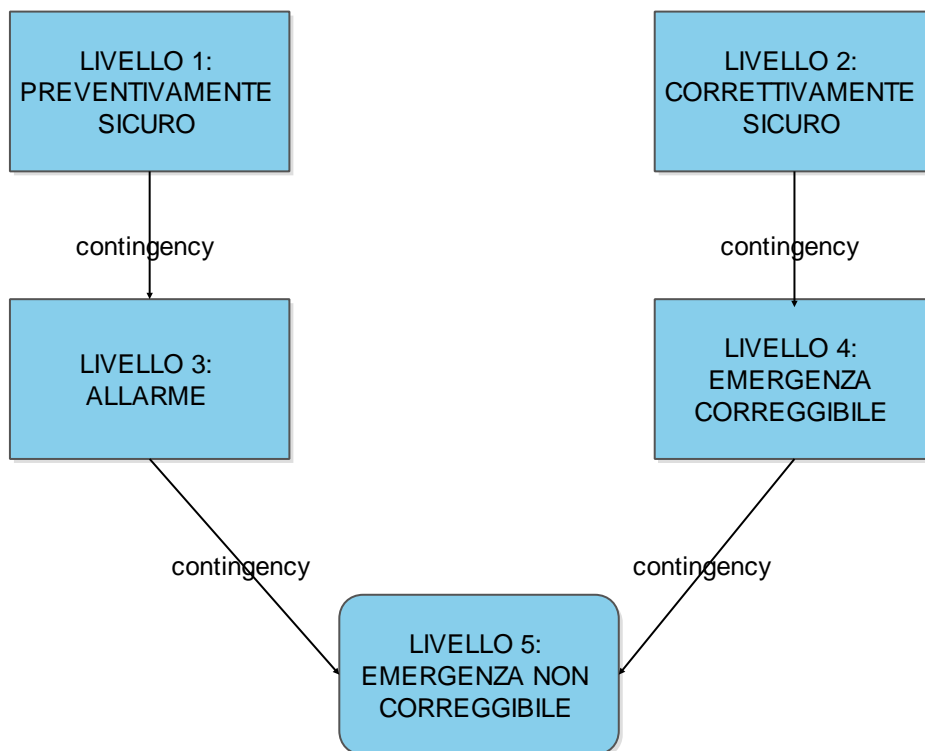 LIVELLO 1:
PREVENTIVAMENTE
SICURO
LIVELLO 2:
CORRETTIVAMENTE
SICURO
contingency
contingency
LIVELLO 3:
ALLARME
LIVELLO 4:
EMERGENZA
CORREGGIBILE
contingency
contingency
LIVELLO 5:
EMERGENZA NON
CORREGGIBILE